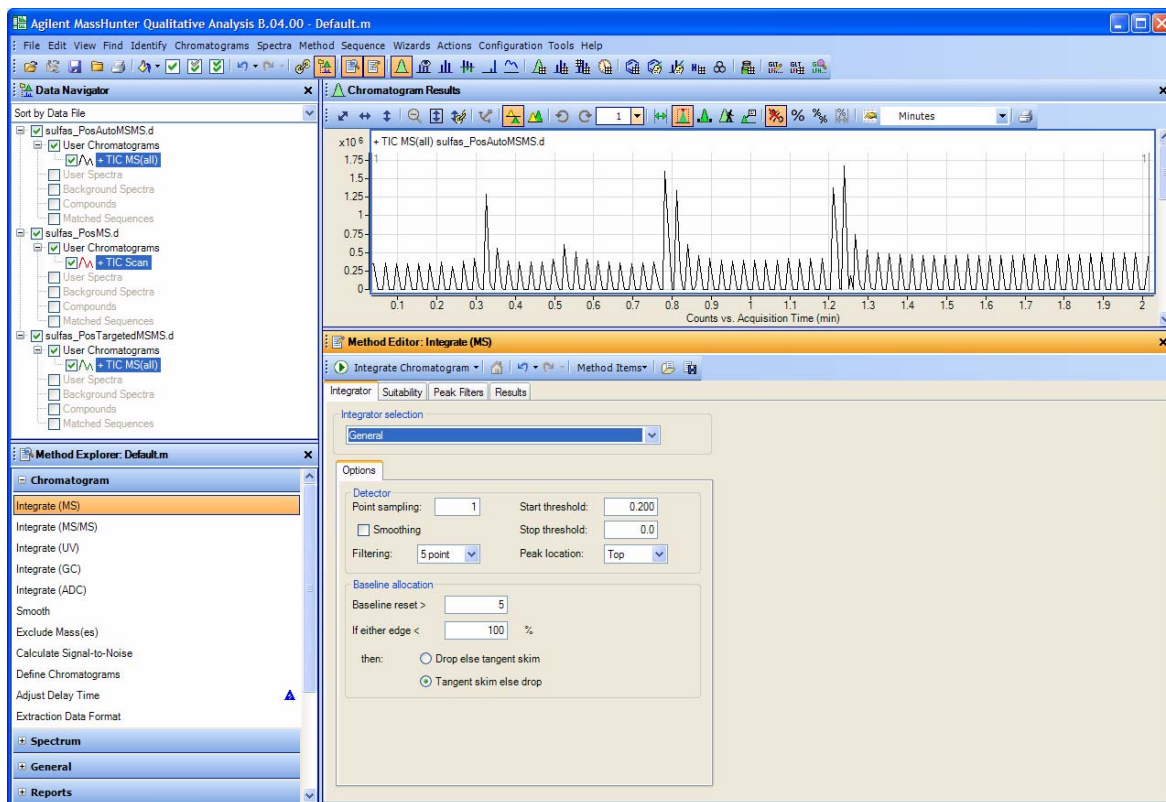 Agilent MassHunter Qualitative Analysis B.04.00 - Default.m
File Edit View Find Identify Chromatograms Spectra Method Sequence Wizards Actions Configuration Tools Help
Data Navigator
Sort by Data File
sulfas_PosAutoMSMS.d
User Chromatograms
+ TIC MS(all)
User Spectra
Background Spectra
Compounds
Matched Sequences
sulfas_PosMS.d
User Chromatograms
+ TIC Scan
User Spectra
Background Spectra
Compounds
Matched Sequences
sulfas_PosTargetedMSMS.d
User Chromatograms
+ TIC MS(all)
User Spectra
Background Spectra
Compounds
Matched Sequences
Method Explorer: Default.m
Chromatogram
Integrate (MS)
Integrate (MS/MS)
Integrate (UV)
Integrate (GC)
Integrate (ADC)
Smooth
Exclude Mass(es)
Calculate Signal-to-Noise
Define Chromatograms
Adjust Delay Time
Extraction Data Format
Spectrum
General
Reports
Chromatogram Results
1 Minutes
x10 6 + TIC MS(all) sulfas_PosAutoMSMS.d
1.75 1 1
1.5
1.25
1
0.75
0.5
0.25
0
0.1 0.2 0.3 0.4 0.5 0.6 0.7 0.8 0.9 1 1.1 1.2 1.3 1.4 1.5 1.6 1.7 1.8 1.9 2
Counts vs. Acquisition Time (min)
Method Editor: Integrate (MS)
Integrate Chromatogram Method Items
Integrator Suitability Peak Filters Results
Integrator selection
General
Options
Detector
Point sampling: 1 Start threshold: 0.200
Smoothing Stop threshold: 0.0
Filtering: 5 point Peak location: Top
Baseline allocation
Baseline reset > 5
If either edge < 100 %
then: Drop else tangent skim
Tangent skim else drop